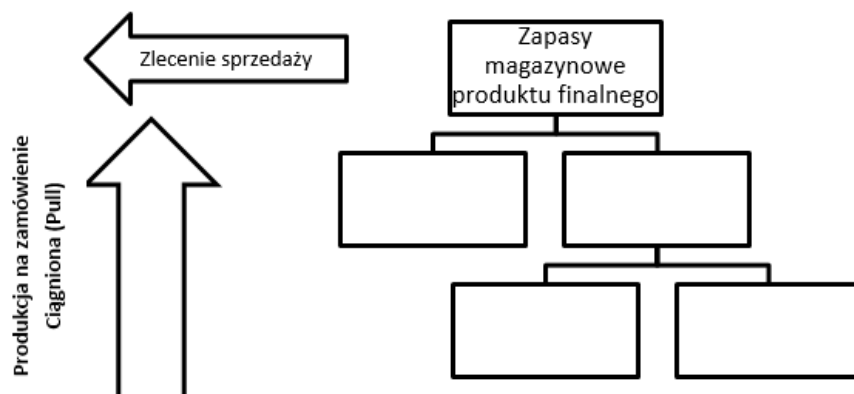 Zlecenie sprzedaży
Zapasy
magazynowe
produktu finalnego
Produkcja na zamówienie
Ciągniona (Pull)